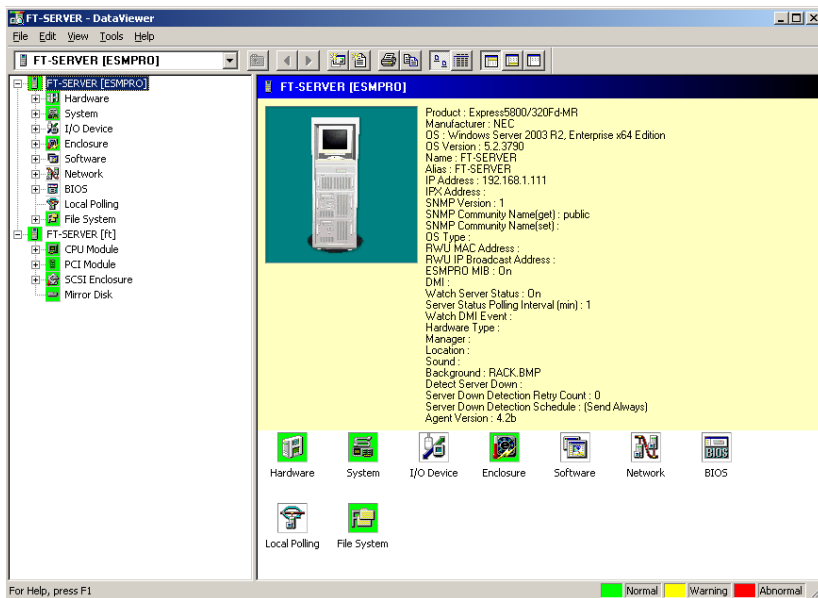 FT-SERVER - DataViewer
File Edit View Tools Help
FT-SERVER [ESMPRO]
FT-SERVER [ESMPRO]
Hardware
System
I/O Device
Enclosure
Software
Network
BIOS
Local Polling
File System
FT-SERVER [ft]
CPU Module
PCI Module
SCSI Enclosure
Mirror Disk
FT-SERVER [ESMPRO]
Product : Express5800/320Fd-MR
Manufacturer : NEC
OS : Windows Server 2003 R2, Enterprise x64 Edition
OS Version : 5.2.3790
Name : FT-SERVER
Alias : FT-SERVER
IP Address : 192.168.1.111
IPX Address :
SNMP Version : 1
SNMP Community Name(get) : public
SNMP Community Name(set) :
OS Type :
RWU MAC Address :
RWU IP Broadcast Address :
ESMPRO MIB : On
DMI :
Watch Server Status : On
Server Status Polling Interval (min) : 1
Watch DMI Event :
Hardware Type :
Manager :
Location :
Sound :
Background : RACK.BMP
Detect Server Down :
Server Down Detection Retry Count : 0
Server Down Detection Schedule : (Send Always)
Agent Version : 4.2b
BIOS
Hardware System I/O Device Enclosure Software Network BIOS
Local Polling File System
For Help, press F1 Normal Warning Abnormal